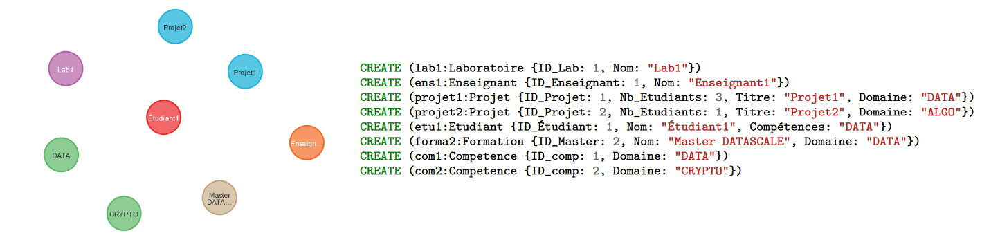 Projet2
Lab1
Projet1
Étudiant1
Enseign...
DATA
Master
DATA...
CRYPTO
CREATE (lab1:Laboratoire {ID_Lab: 1, Nom: "Lab1"})
CREATE (ens1:Enseignant {ID_Enseignant: 1, Nom: "Enseignant1"})
CREATE (projet1:Projet {ID_Projet: 1, Nb_Etudiants: 3, Titre: "Projet1", Domaine: "DATA"})
CREATE (projet2:Projet {ID_Projet: 2, Nb_Etudiants: 1, Titre: "Projet2", Domaine: "ALGO"})
CREATE (etu1:Etudiant {ID_Étudiant: 1, Nom: "Étudiant1", Compétences: "DATA"})
CREATE (forma2:Formation {ID_Master: 2, Nom: "Master DATASCALE", Domaine: "DATA"})
CREATE (com1:Competence {ID_comp: 1, Domaine: "DATA"})
CREATE (com2:Competence {ID_comp: 2, Domaine: "CRYPTO"})